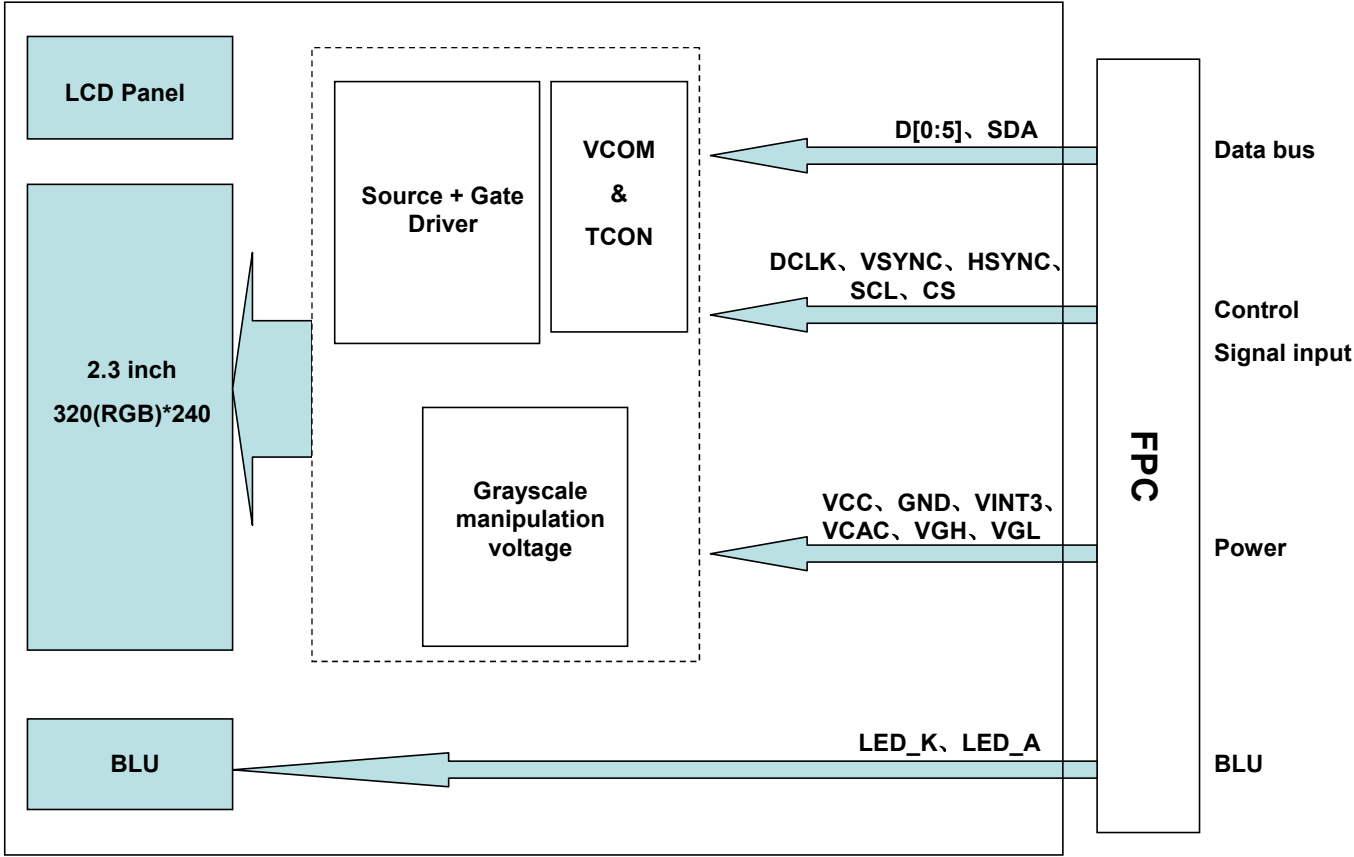 LCD Panel
2.3 inch
320(RGB)*240
BLU
Source + Gate
Driver
VCOM
&
TCON
Grayscale
manipulation
voltage
D[0:5]、SDA
DCLK、VSYNC、HSYNC、
SCL、CS
VCC、GND、VINT3、
VCAC、VGH、VGL
LED_K、LED_A
FPC
Data bus
Control
Signal input
Power
BLU